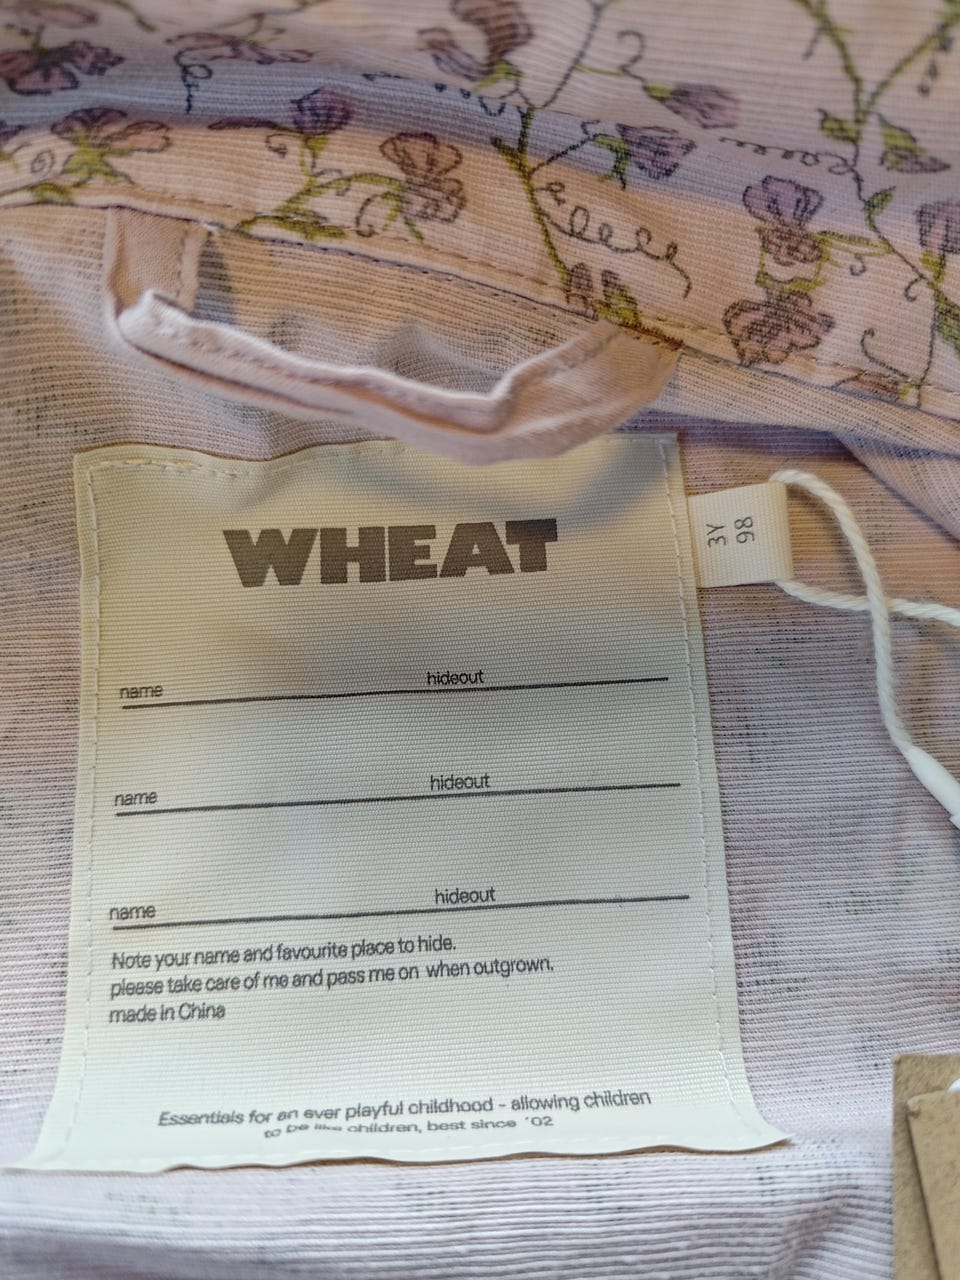 WHEAT
3Y
98
name hideout
name hideout
name hideout
Note your name and favourite place to hide.
please take care of me and pass me on when outgrown.
made in China
Essentials for an ever playful childhood - allowing children
to be like children, best since '02